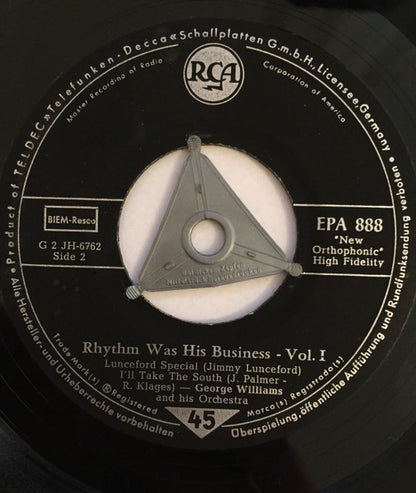 »Product of TELDEC »Telefunken-Decca« Schallplatten G.m.b.H., Licensee, Germany
RCA
Master Recording of Radio Corporation of America
BIEM-Resco
G 2 JH-6762
Side 2
EPA 888
"New
Orthophonic"
High Fidelity
Rhythm Was His Business - Vol. I
Lunceford Special (Jimmy Lunceford)
I'll Take The South (J. Palmer -
R. Klages) — George Williams
and his Orchestra
Trade Mark(s) ® Registered
Marca(s) Registrada(s)
45
Alle Hersteller- und Urheberrechte vorbehalten
Überspielung, öffentliche Aufführung und Rundfunksendung verboten.